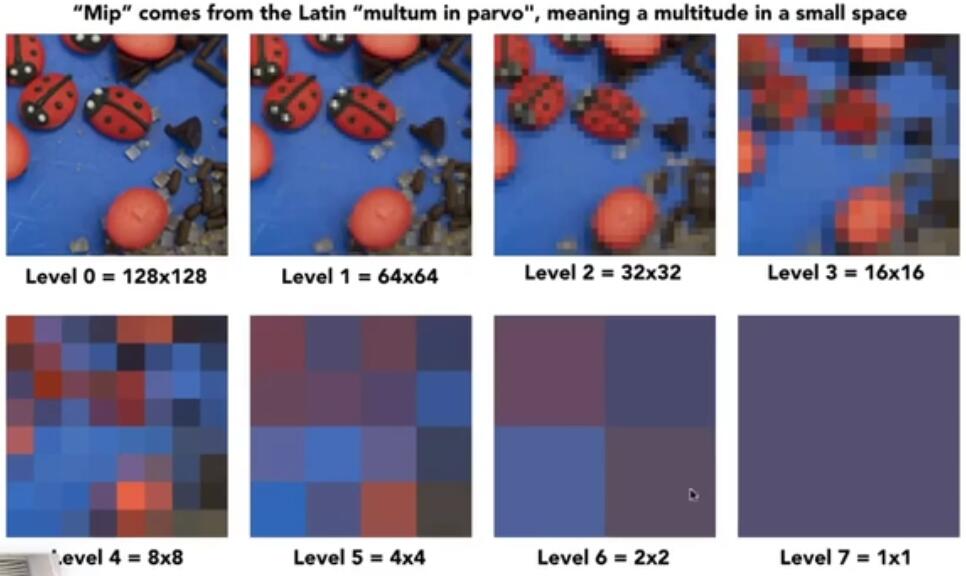 “Mip” comes from the Latin “multum in parvo", meaning a multitude in a small space
Level 0 = 128x128
Level 1 = 64x64
Level 2 = 32x32
Level 3 = 16x16
evel 4 = 8x8
Level 5 = 4x4
Level 6 = 2x2
Level 7 = 1x1